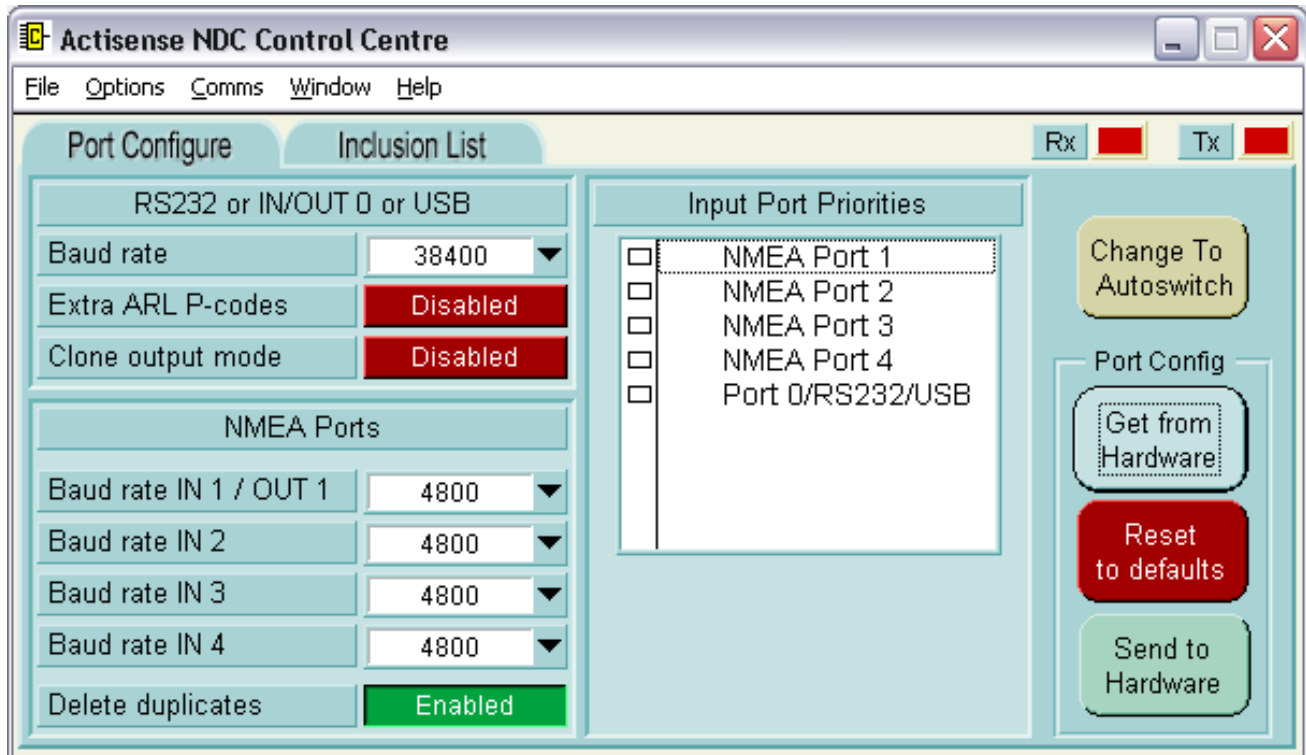 Actisense NDC Control Centre
File Options Comms Window Help
Port Configure Inclusion List Rx Tx
RS232 or IN/OUT 0 or USB
Baud rate 38400
Extra ARL P-codes Disabled
Clone output mode Disabled
NMEA Ports
Baud rate IN 1 / OUT 1 4800
Baud rate IN 2 4800
Baud rate IN 3 4800
Baud rate IN 4 4800
Delete duplicates Enabled
Input Port Priorities
NMEA Port 1
NMEA Port 2
NMEA Port 3
NMEA Port 4
Port 0/RS232/USB
Change To
Autoswitch
Port Config
Get from
Hardware
Reset
to defaults
Send to
Hardware